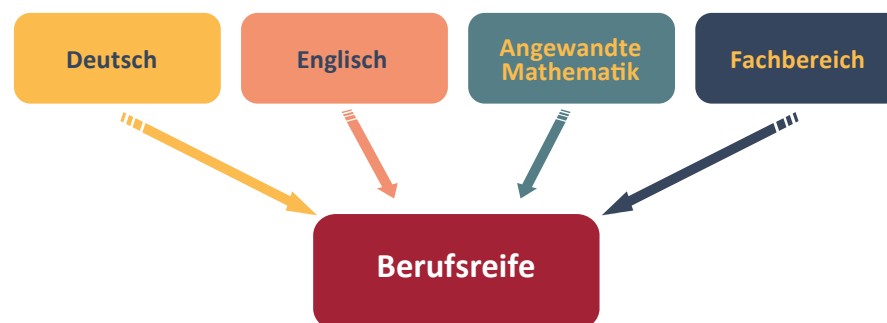 Deutsch
Englisch
Angewandte
Mathematik
Fachbereich
Berufsreife